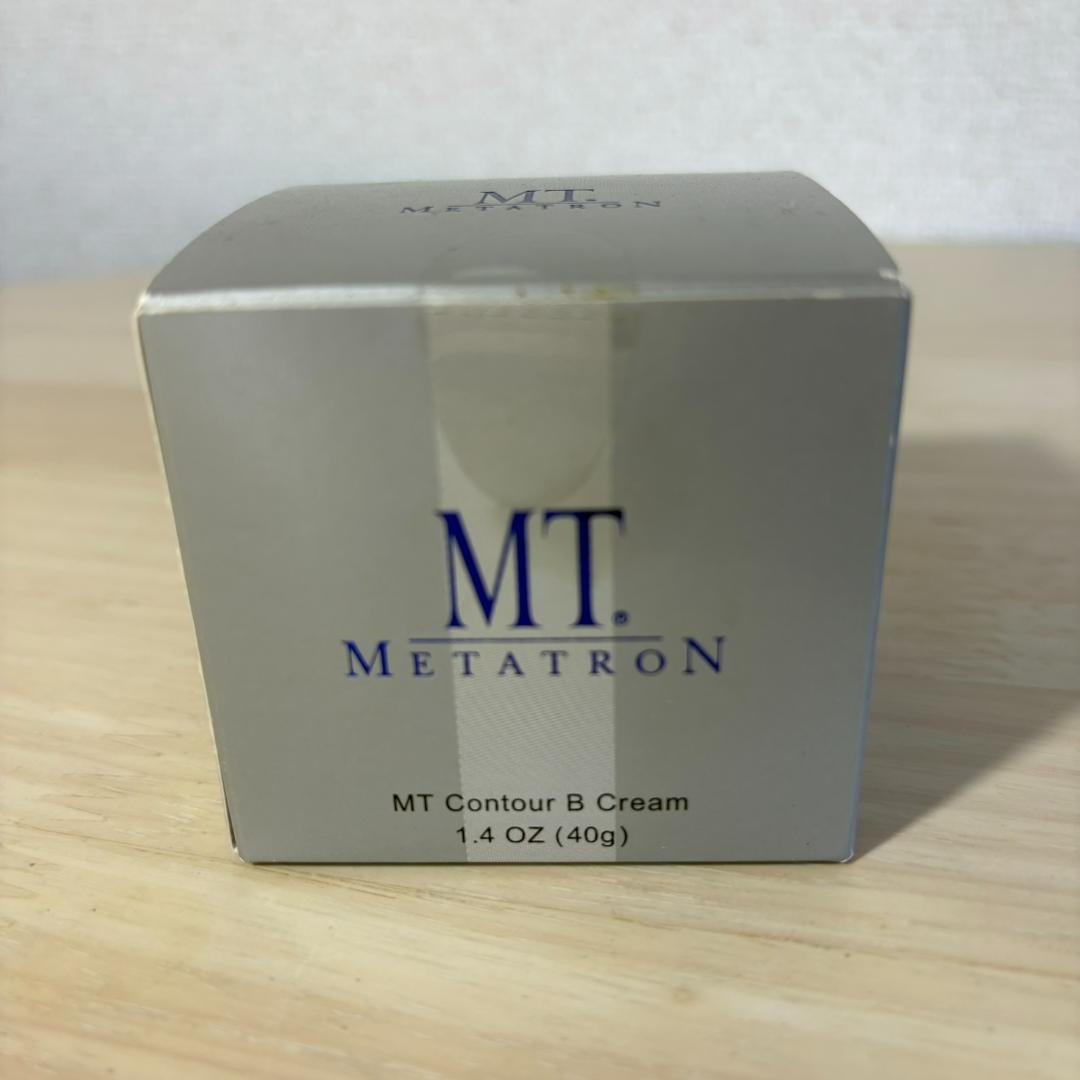 MT.
METATRON
MT.®
METATRON
MT Contour B Cream
1.4 OZ (40g)